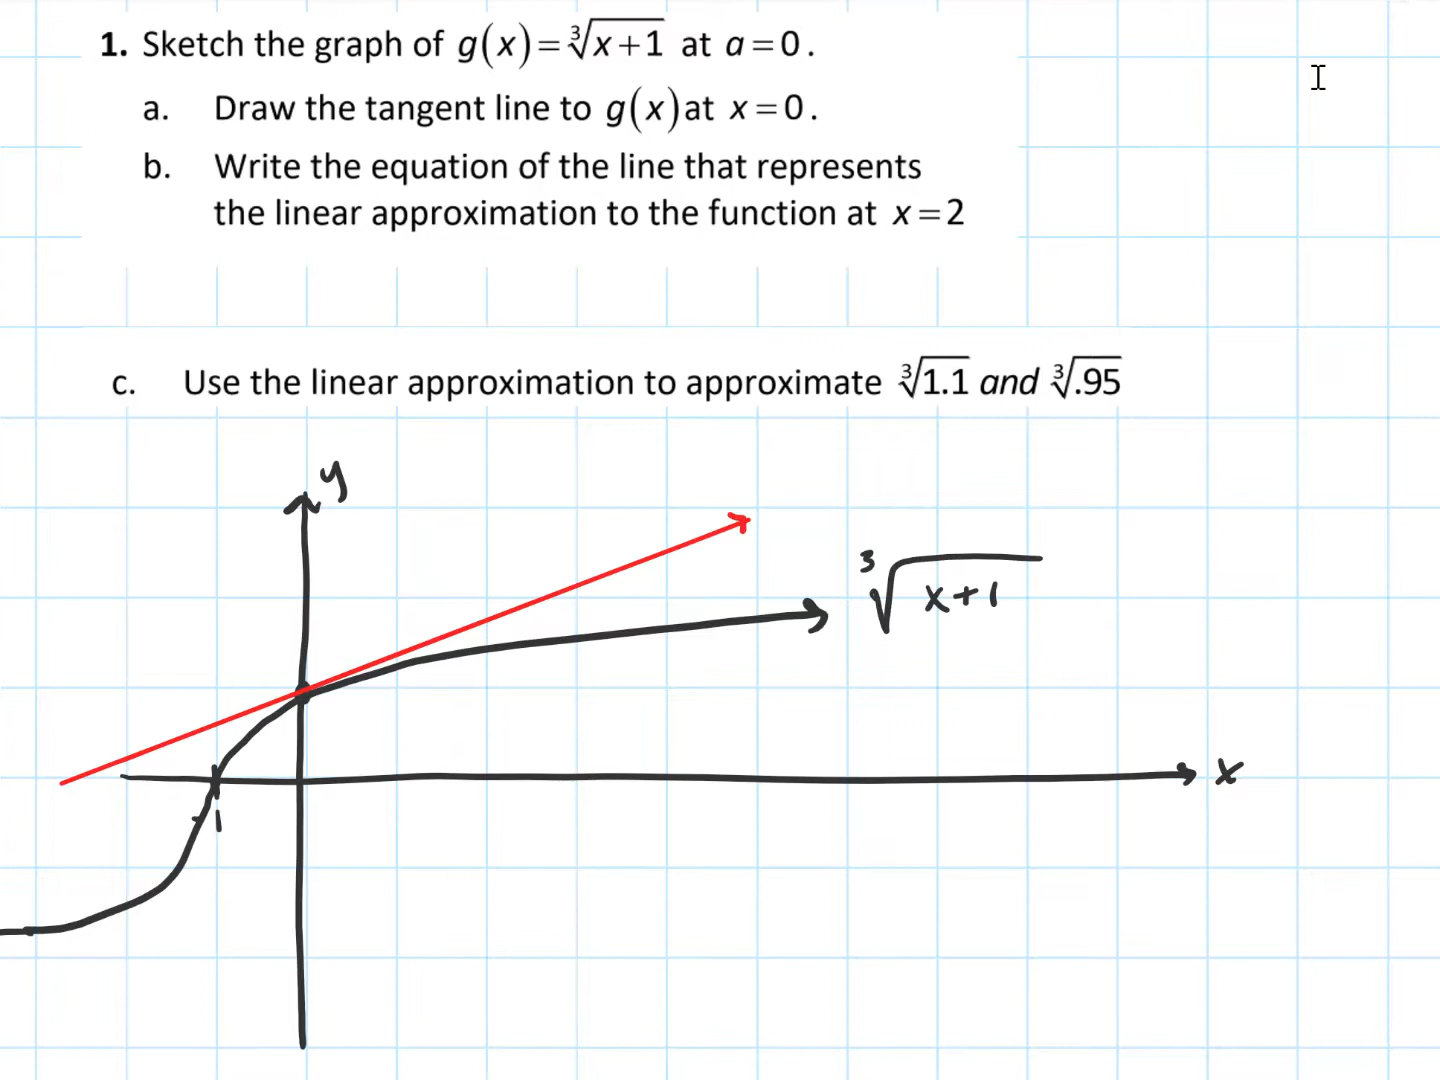 1. Sketch the graph of g(x)=∛x+1 at a=0.
a. Draw the tangent line to g(x) at x=0.
b. Write the equation of the line that represents
the linear approximation to the function at x=2
c. Use the linear approximation to approximate ∛1.1 and ∛.95
y
∛x+1
x
-1